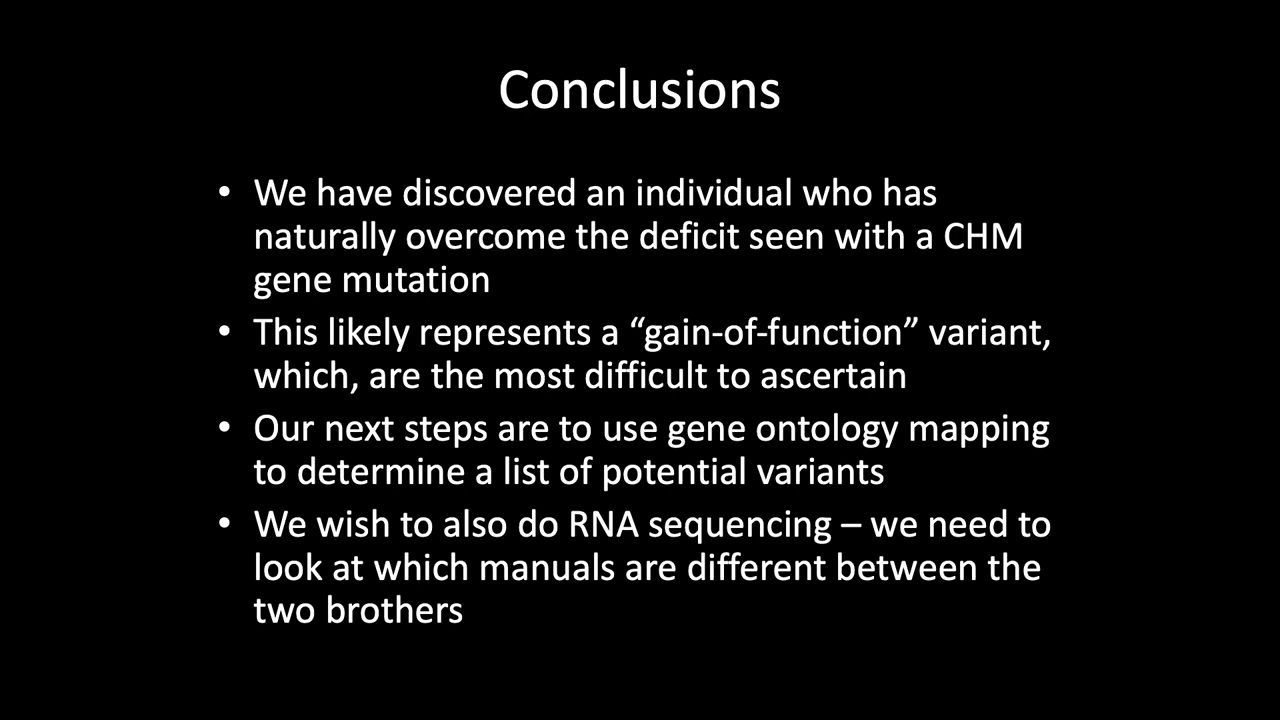 Conclusions
• We have discovered an individual who has
naturally overcome the deficit seen with a CHM
gene mutation
• This likely represents a “gain-of-function” variant,
which, are the most difficult to ascertain
• Our next steps are to use gene ontology mapping
to determine a list of potential variants
• We wish to also do RNA sequencing – we need to
look at which manuals are different between the
two brothers